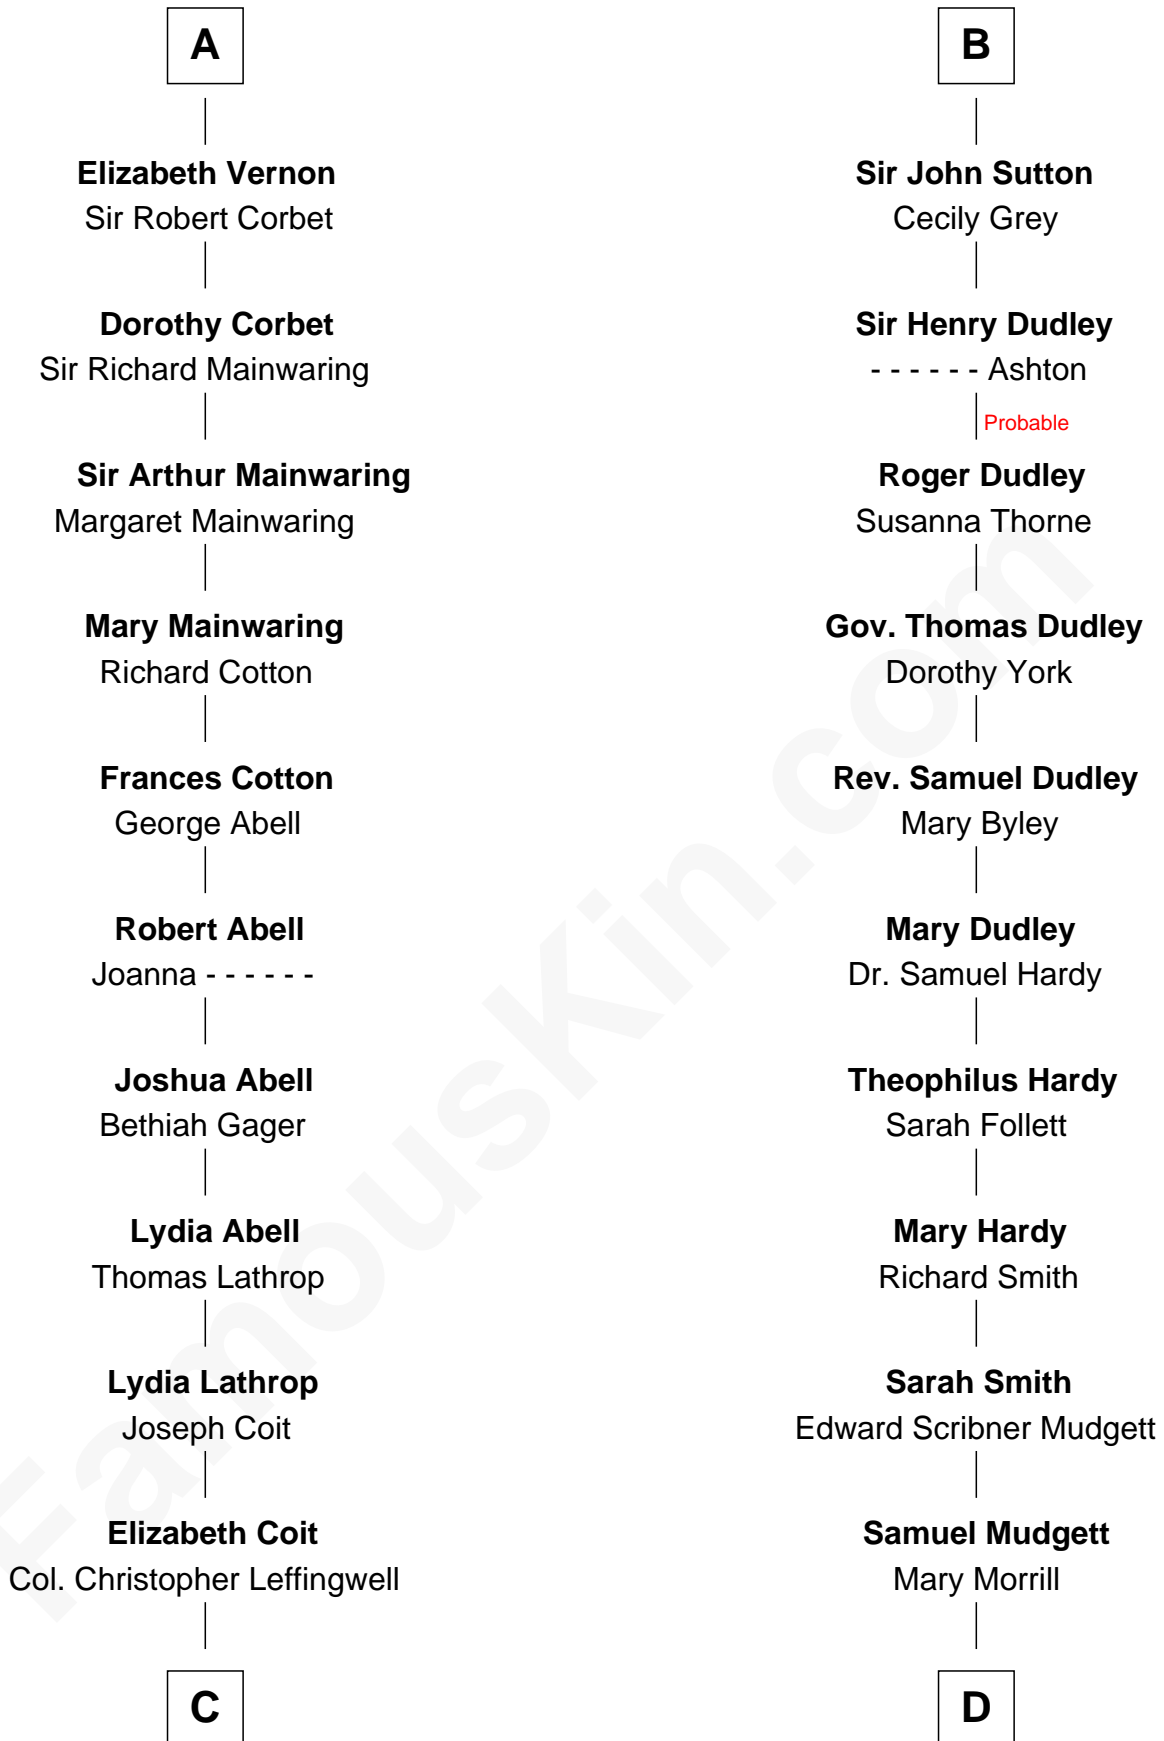 A
Elizabeth Vernon
Sir Robert Corbet
Dorothy Corbet
Sir Richard Mainwaring
Sir Arthur Mainwaring
Margaret Mainwaring
Mary Mainwaring
Richard Cotton
Frances Cotton
George Abell
Robert Abell
Joanna - - - - - -
Joshua Abell
Bethiah Gager
Lydia Abell
Thomas Lathrop
Lydia Lathrop
Joseph Coit
Elizabeth Coit
Col. Christopher Leffingwell
C
B
Sir John Sutton
Cecily Grey
Sir Henry Dudley
- - - - - - Ashton
Probable
Roger Dudley
Susanna Thorne
Gov. Thomas Dudley
Dorothy York
Rev. Samuel Dudley
Mary Byley
Mary Dudley
Dr. Samuel Hardy
Theophilus Hardy
Sarah Follett
Mary Hardy
Richard Smith
Sarah Smith
Edward Scribner Mudgett
Samuel Mudgett
Mary Morrill
D
FamousKin.com